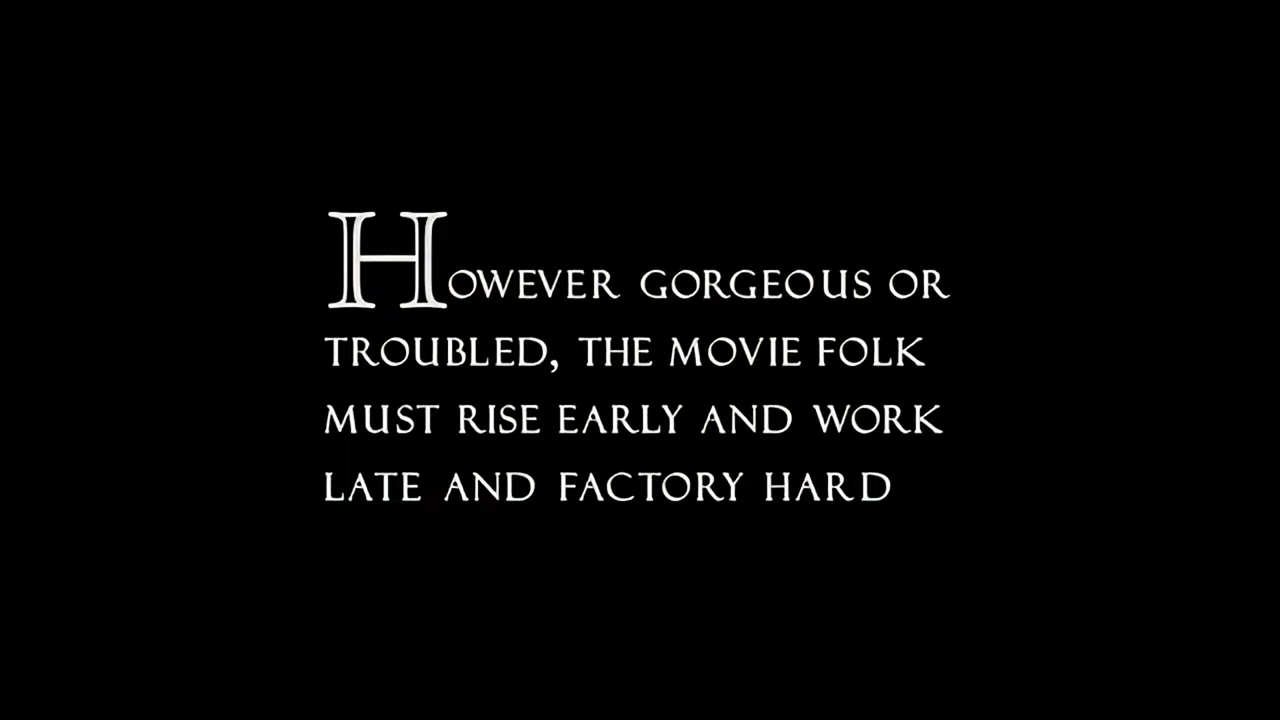 However gorgeous or
troubled, the movie folk
must rise early and work
late and factory hard